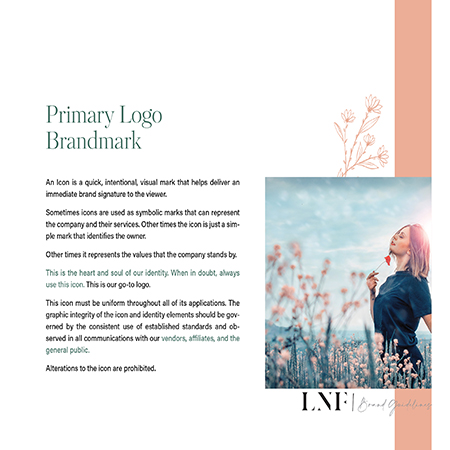 Primary Logo
Brandmark
An Icon is a quick, intentional, visual mark that helps deliver an
immediate brand signature to the viewer.
Sometimes icons are used as symbolic marks that can represent
the company and their services. Other times the icon is just a sim-
ple mark that identifies the owner.
Other times it represents the values that the company stands by.
This is the heart and soul of our identity. When in doubt, always
use this icon. This is our go-to logo.
This icon must be uniform throughout all of its applications. The
graphic integrity of the icon and identity elements should be gov-
erned by the consistent use of established standards and ob-
served in all communications with our vendors, affiliates, and the
general public.
Alterations to the icon are prohibited.
LNF| Brand Guidelines